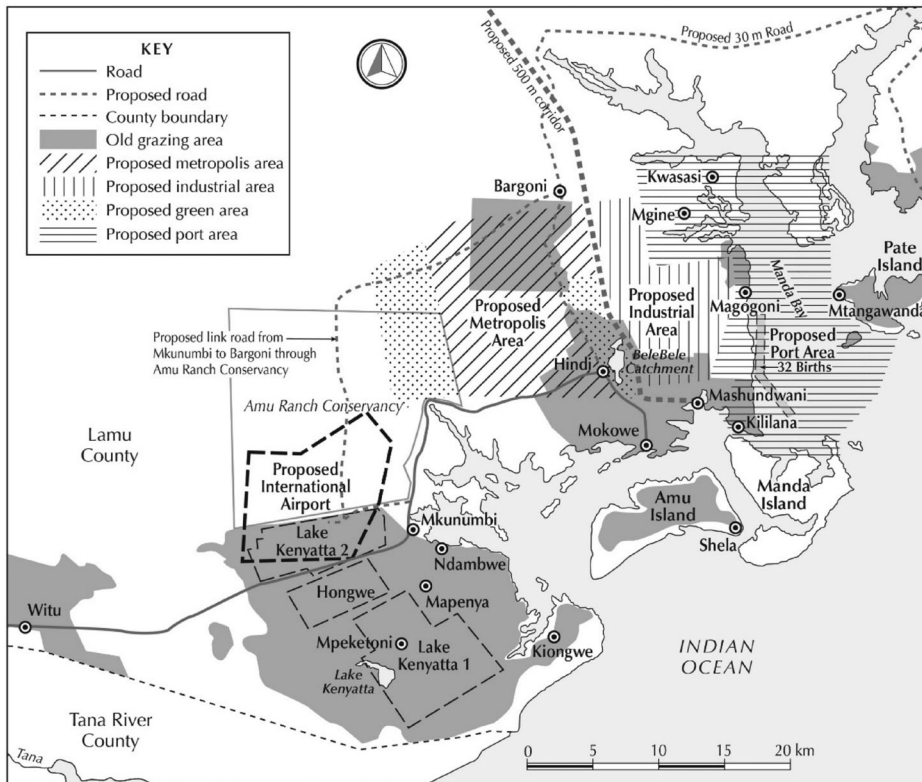 KEY
Road
Proposed road
County boundary
Old grazing area
Proposed metropolis area
Proposed industrial area
Proposed green area
Proposed port area
Proposed 500 m corridor
Proposed 30 m Road
Bargoni
Kwasasi
Mgine
Pate
Island
Manda Bay
Magogoni
Mtangawanda
Proposed
Metropolis
Area
Proposed
Industrial
Area
Proposed
Port Area
32 Births
Proposed link road from
Mkunumbi to Bargoni through
Amu Ranch Conservancy
Hindi
BeleBele
Catchment
Mashundwani
Amu Ranch Conservancy
Kililana
Mokowe
Lamu
County
Proposed
International
Airport
Manda
Island
Amu
Island
Shela
Mkunumbi
Lake
Kenyatta 2
Ndambwe
Hongwe
Mapenya
Witu
Mpeketoni
Lake
Kenyatta 1
Kiongwe
Lake
Kenyatta
INDIAN
OCEAN
Tana River
County
Tana
0 5 10 15 20 km